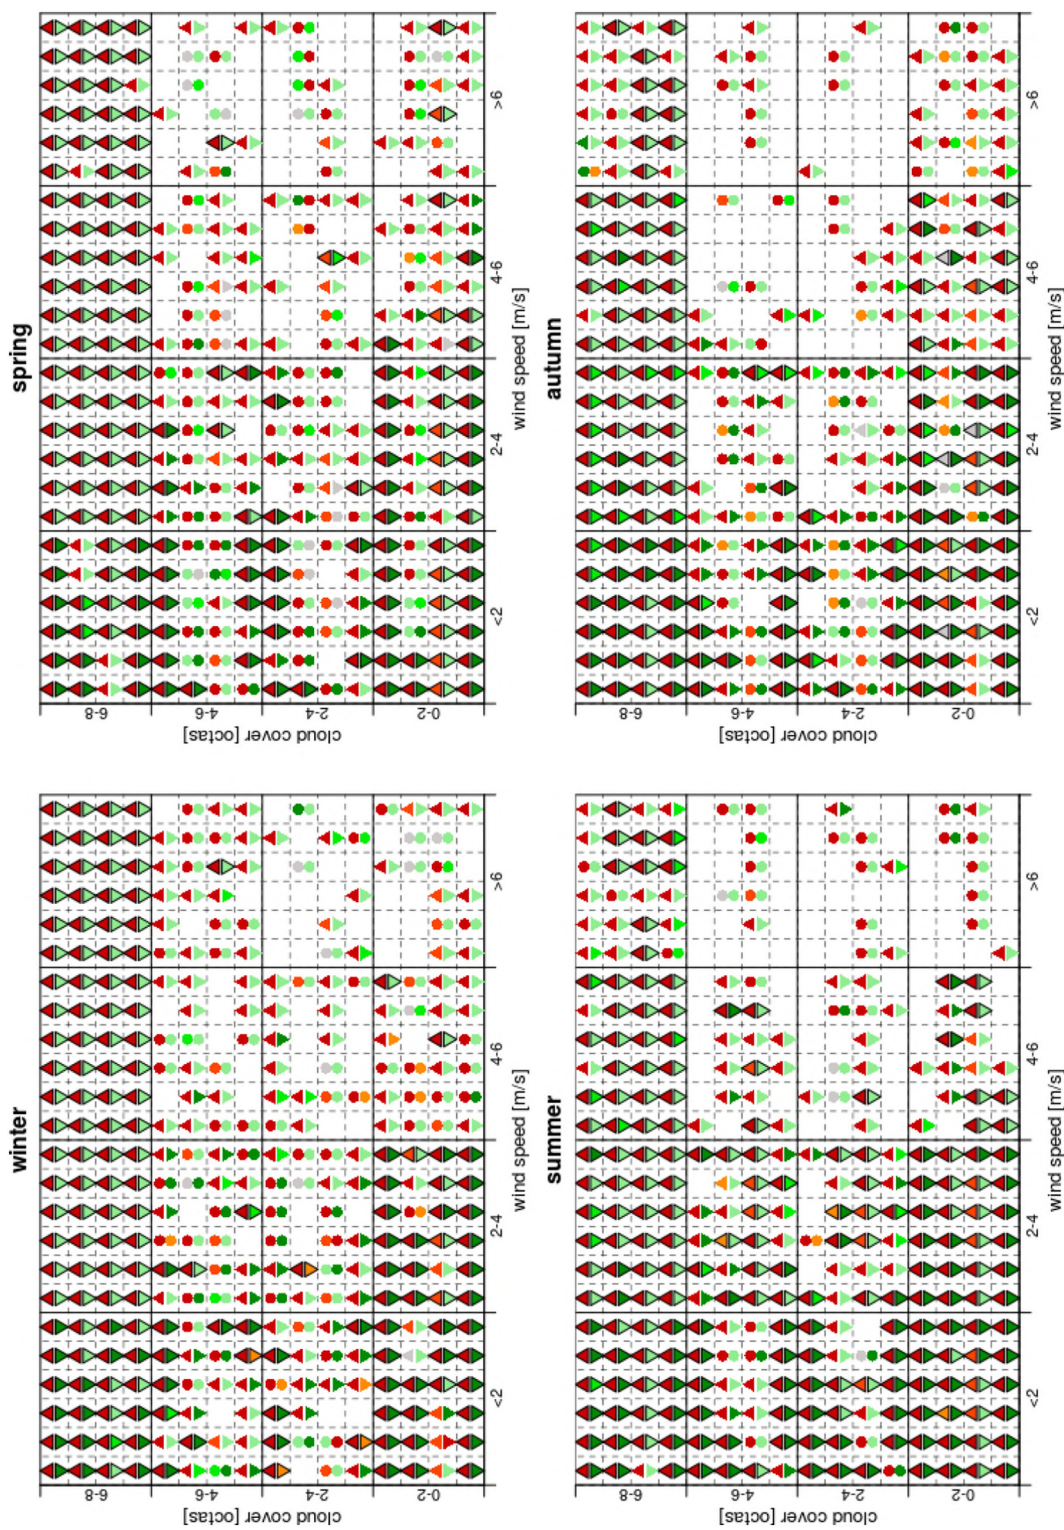 spring
6-8
4-6
2-4
0-2
cloud cover [octas]
<2
2-4
4-6
>6
wind speed [m/s]
autumn
6-8
4-6
2-4
0-2
cloud cover [octas]
<2
2-4
4-6
>6
wind speed [m/s]
winter
6-8
4-6
2-4
0-2
cloud cover [octas]
<2
2-4
4-6
>6
wind speed [m/s]
summer
6-8
4-6
2-4
0-2
cloud cover [octas]
<2
2-4
4-6
>6
wind speed [m/s]